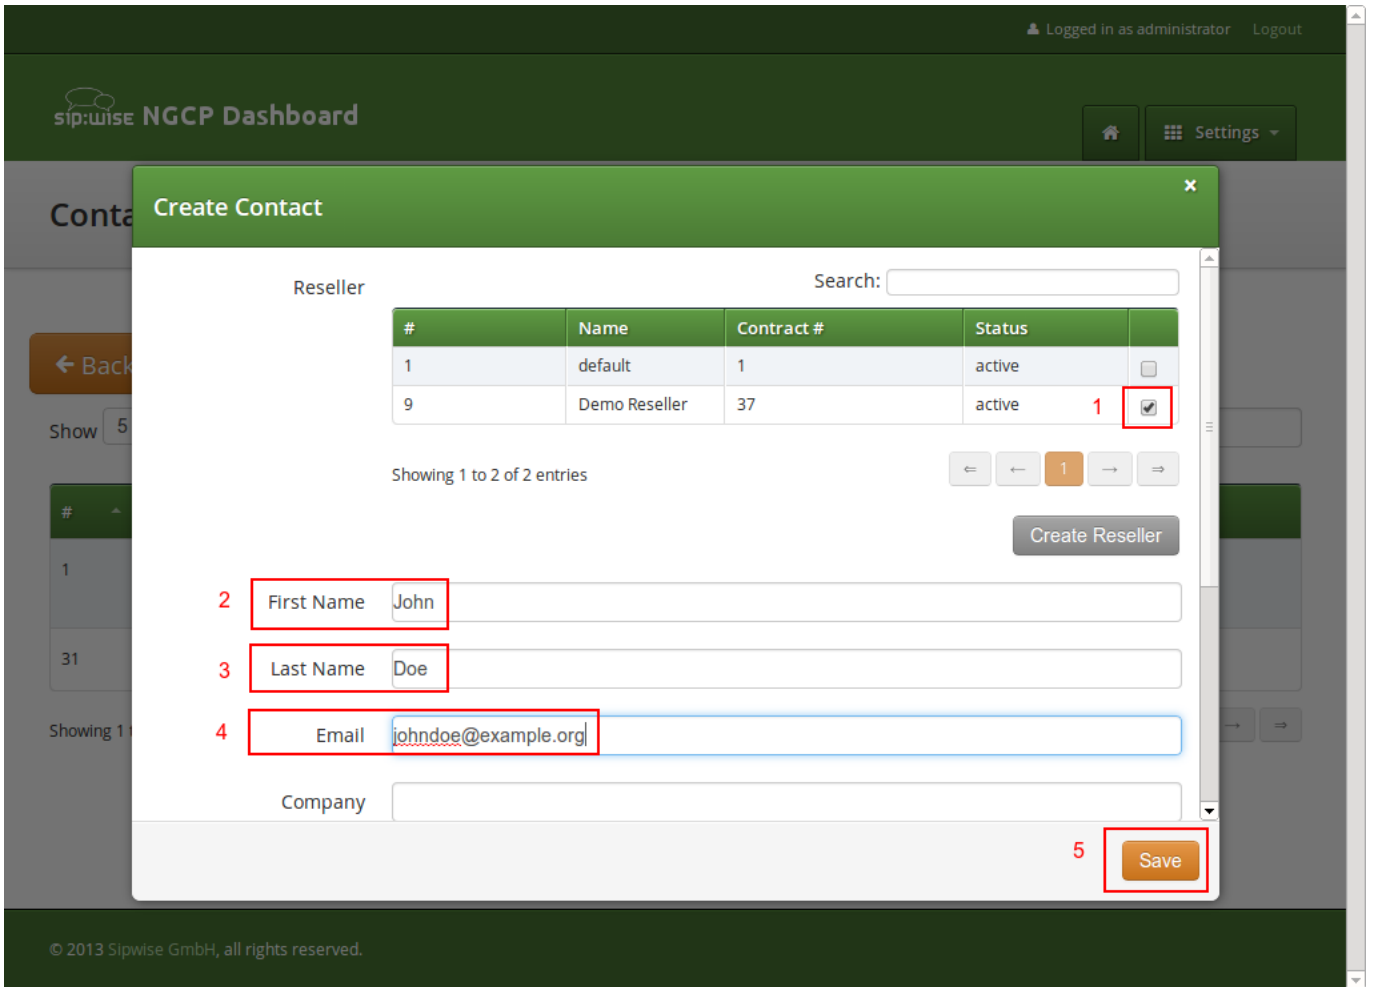 Logged in as administrator Logout
sip:wise NGCP Dashboard
Settings
Conta
Create Contact
×
Reseller
Search:
# Name Contract # Status
1 default 1 active
9 Demo Reseller 37 active 1
Showing 1 to 2 of 2 entries
⇐ ← 1 → ⇒
Create Reseller
← Back
Show 5
#
1
31
Showing 1 t
→ ⇒
2 First Name John
3 Last Name Doe
4 Email johndoe@example.org
Company
5 Save
© 2013 Sipwise GmbH, all rights reserved.